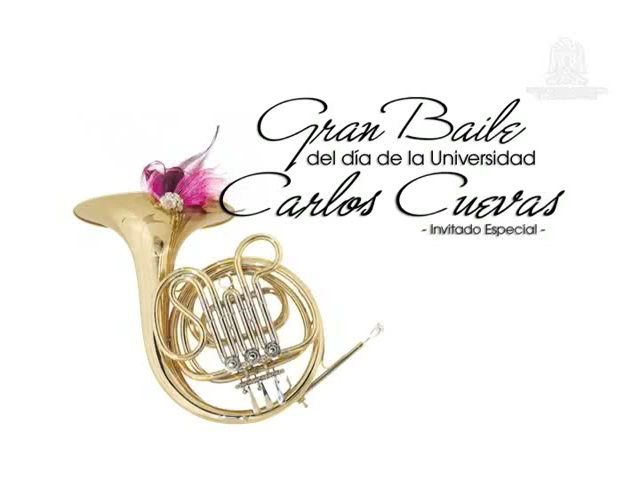 Gran Baile
del día de la Universidad
Carlos Cuevas
- Invitado Especial -